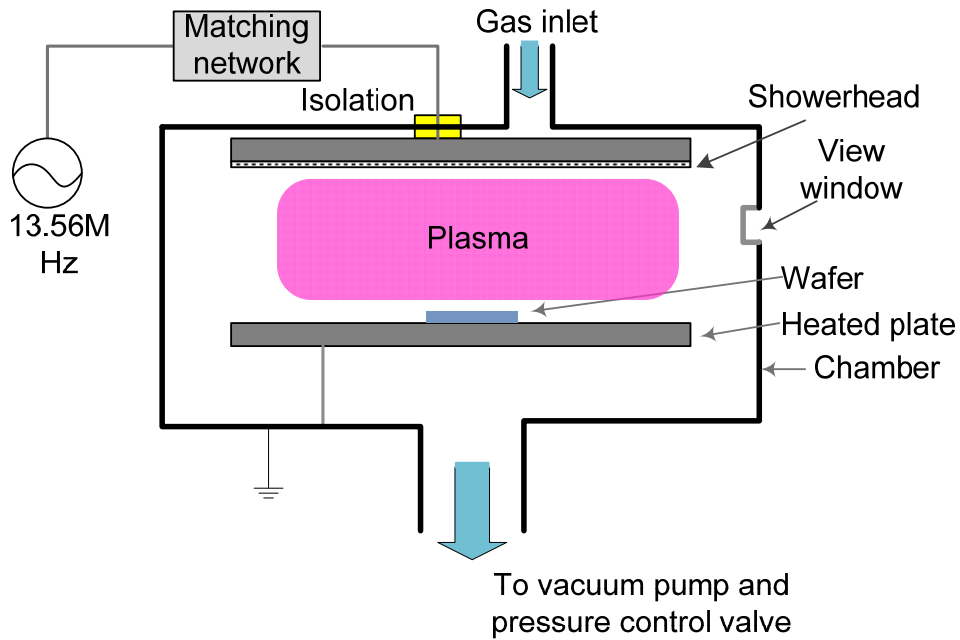 Matching
network
Gas inlet
Isolation
Showerhead
View
window
13.56M
Hz
Plasma
Wafer
Heated plate
Chamber
To vacuum pump and
pressure control valve